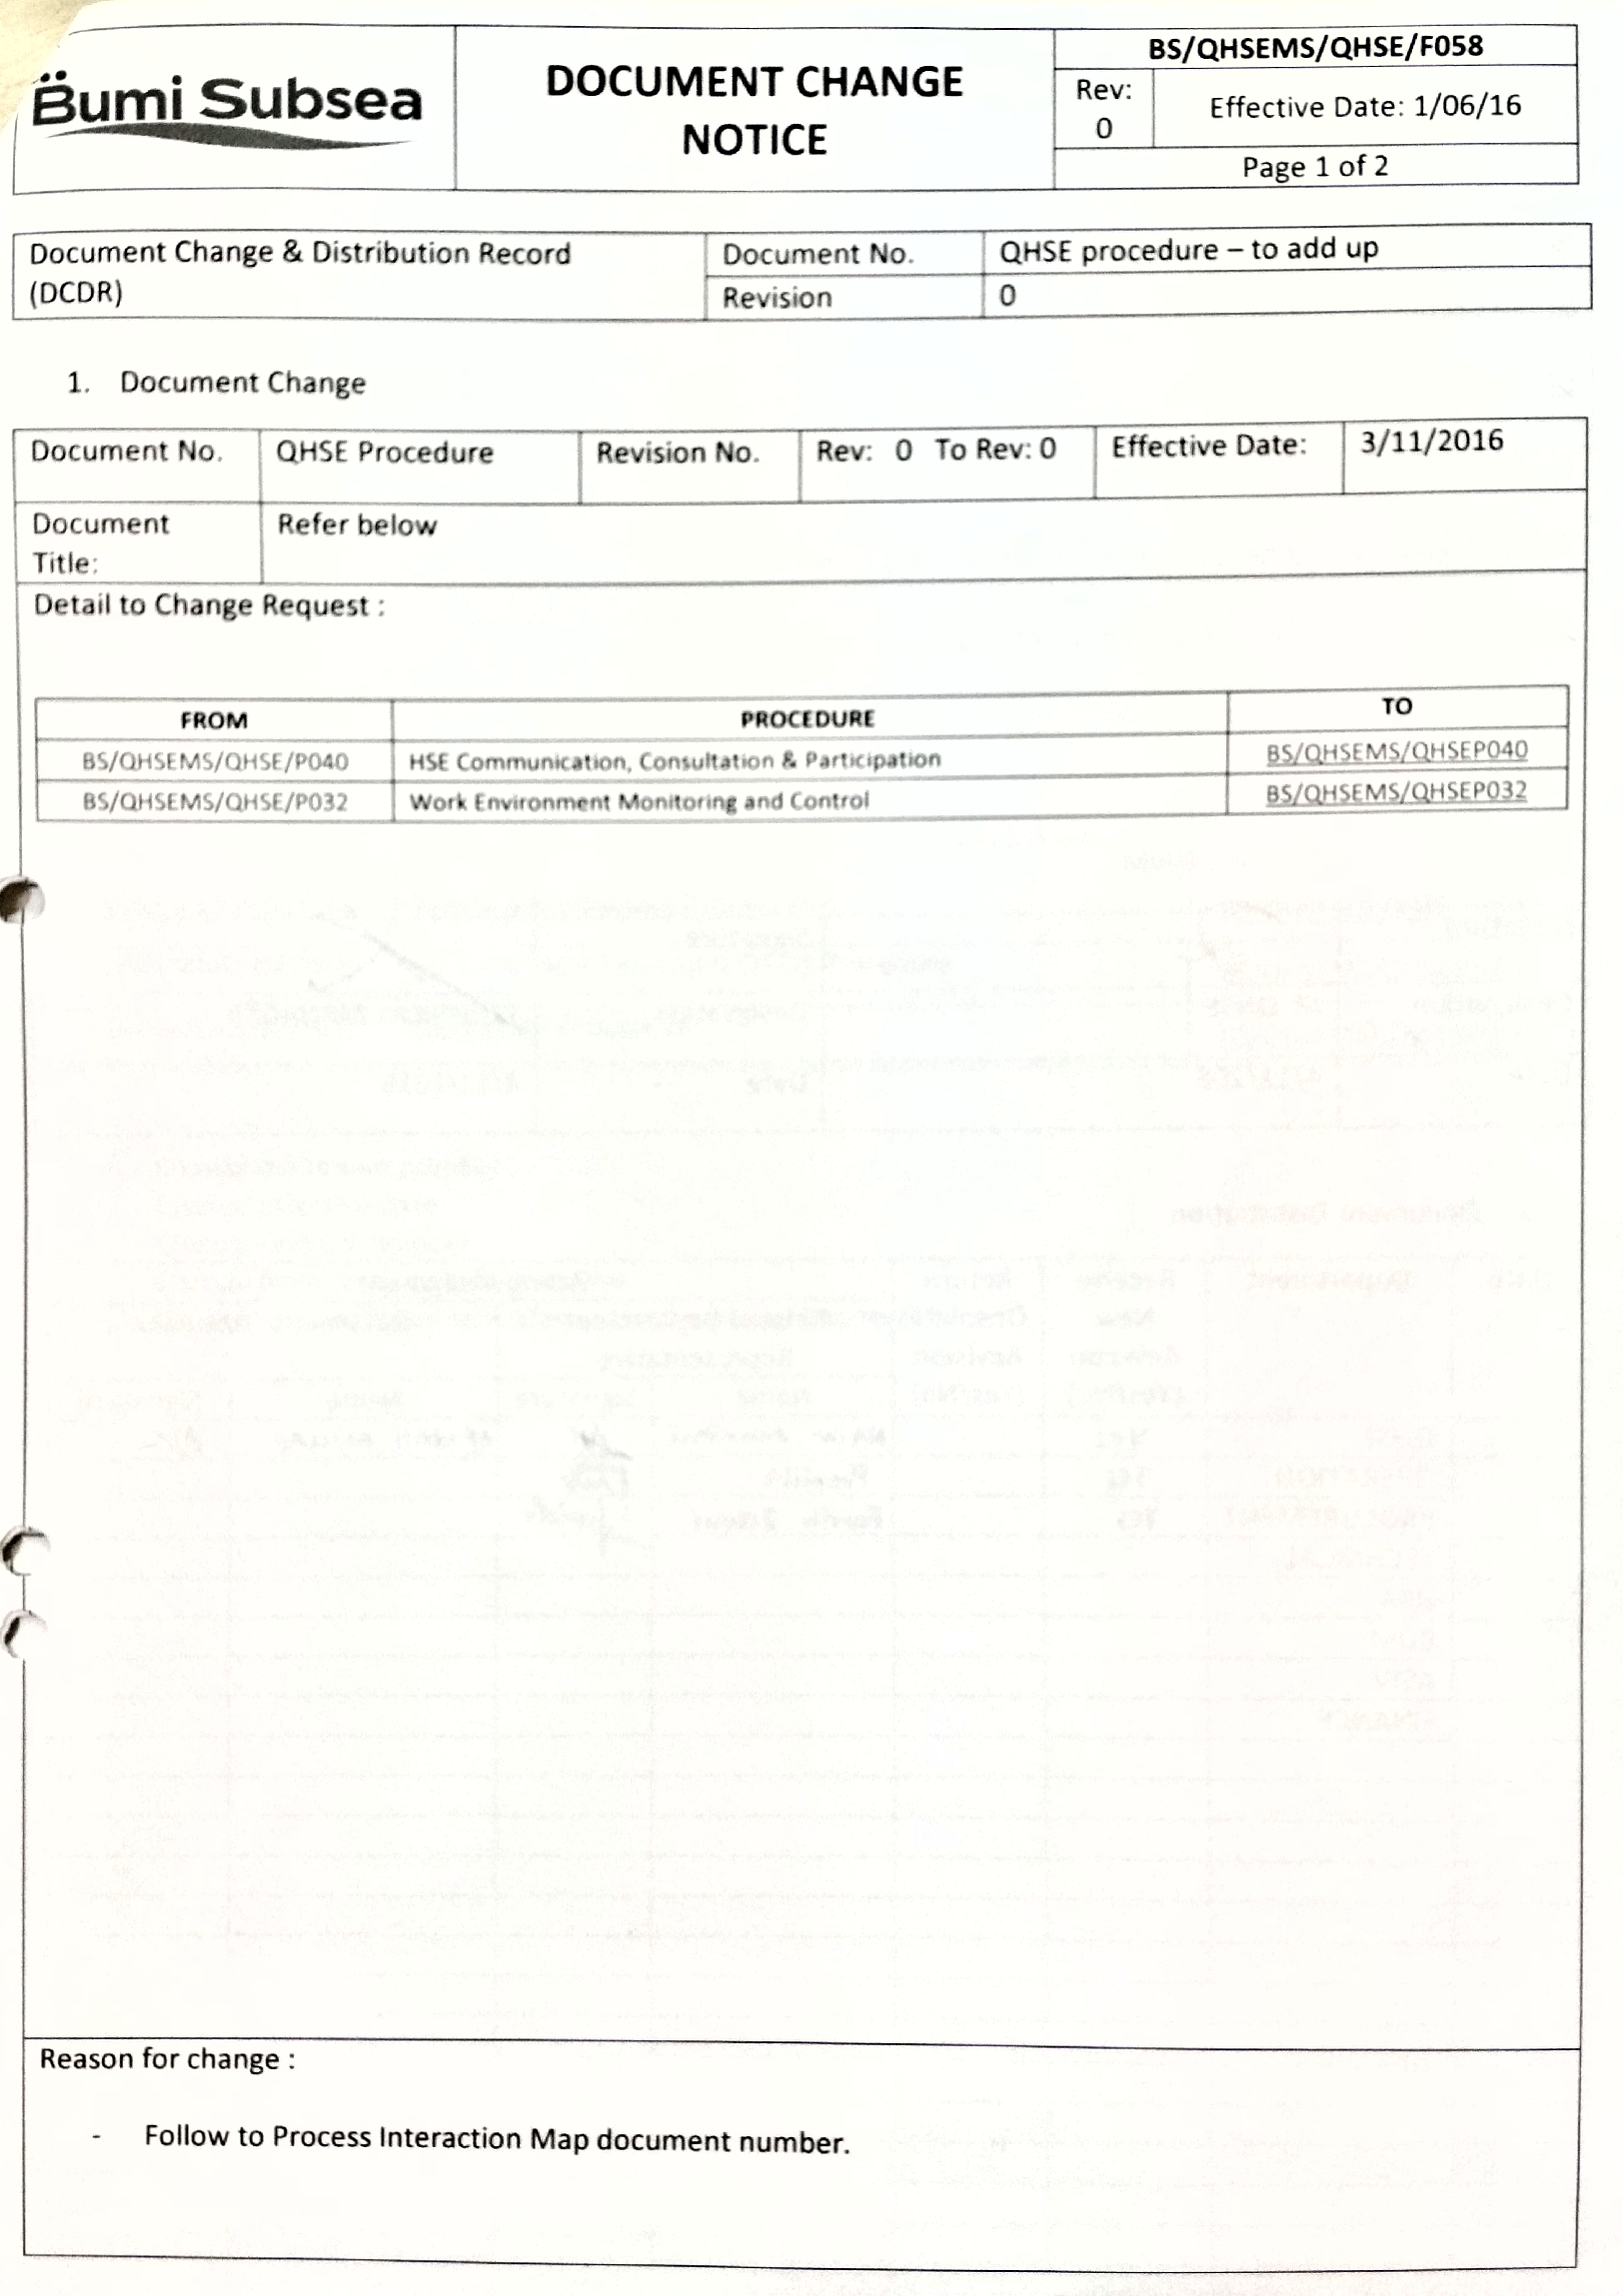 Bumi Subsea
DOCUMENT CHANGE
NOTICE
BS/QHSEMS/QHSE/F058
Rev:
0
Effective Date: 1/06/16
Page 1 of 2
Document Change & Distribution Record
(DCDR)
Document No.
QHSE procedure – to add up
Revision
0
1. Document Change
Document No.
QHSE Procedure
Revision No.
Rev: 0 To Rev: 0
Effective Date:
3/11/2016
Document
Title:
Refer below
Detail to Change Request :
FROM
PROCEDURE
TO
BS/QHSEMS/QHSE/P040
HSE Communication, Consultation & Participation
BS/QHSEMS/QHSEP040
BS/QHSEMS/QHSE/P032
Work Environment Monitoring and Control
BS/QHSEMS/QHSEP032
Reason for change :
- Follow to Process Interaction Map document number.